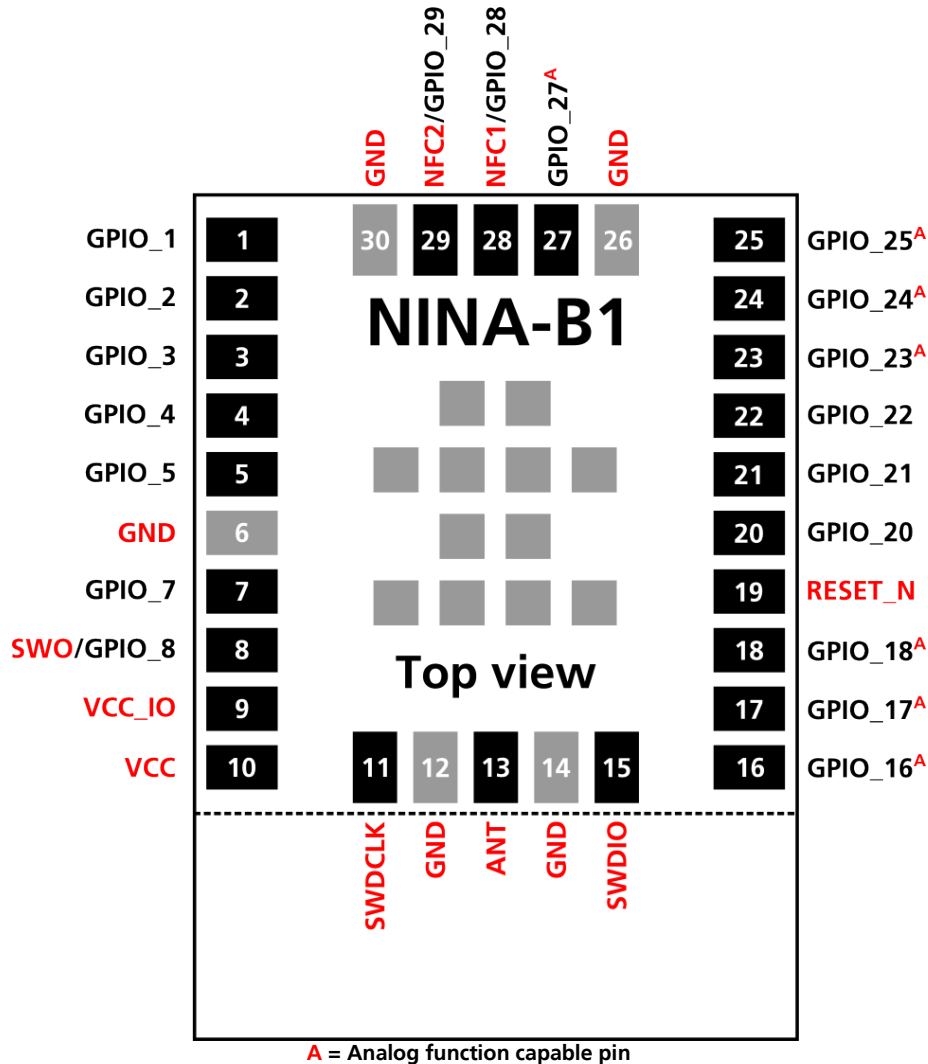 GND
NFC2/GPIO_29
NFC1/GPIO_28
GPIO_27A
GND
30 29 28 27 26
GPIO_1 1 25 GPIO_25A
GPIO_2 2 24 GPIO_24A
GPIO_3 3 23 GPIO_23A
GPIO_4 4 22 GPIO_22
GPIO_5 5 21 GPIO_21
GND 6 20 GPIO_20
GPIO_7 7 19 RESET_N
SWO/GPIO_8 8 18 GPIO_18A
VCC_IO 9 17 GPIO_17A
VCC 10 16 GPIO_16A
NINA-B1
Top view
11 12 13 14 15
SWDCLK
GND
ANT
GND
SWDIO
A = Analog function capable pin